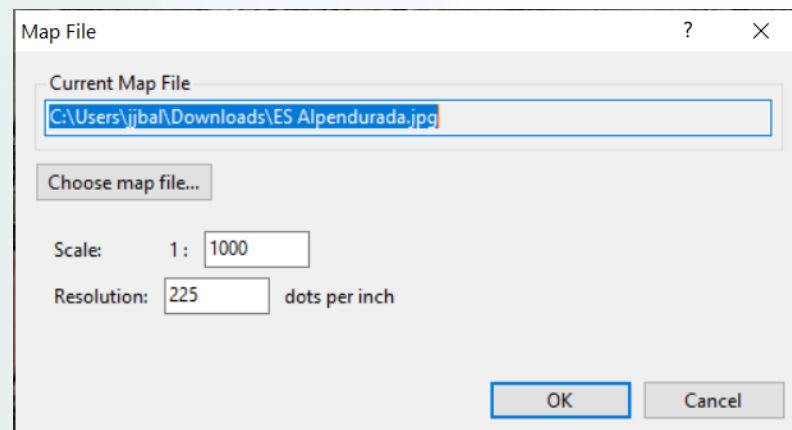 Map File ?
Current Map File
C:\Users\jjbal\Downloads\ES Alpendurada.jpg
Choose map file...
Scale: 1 : 1000
Resolution: 225 dots per inch
OK Cancel